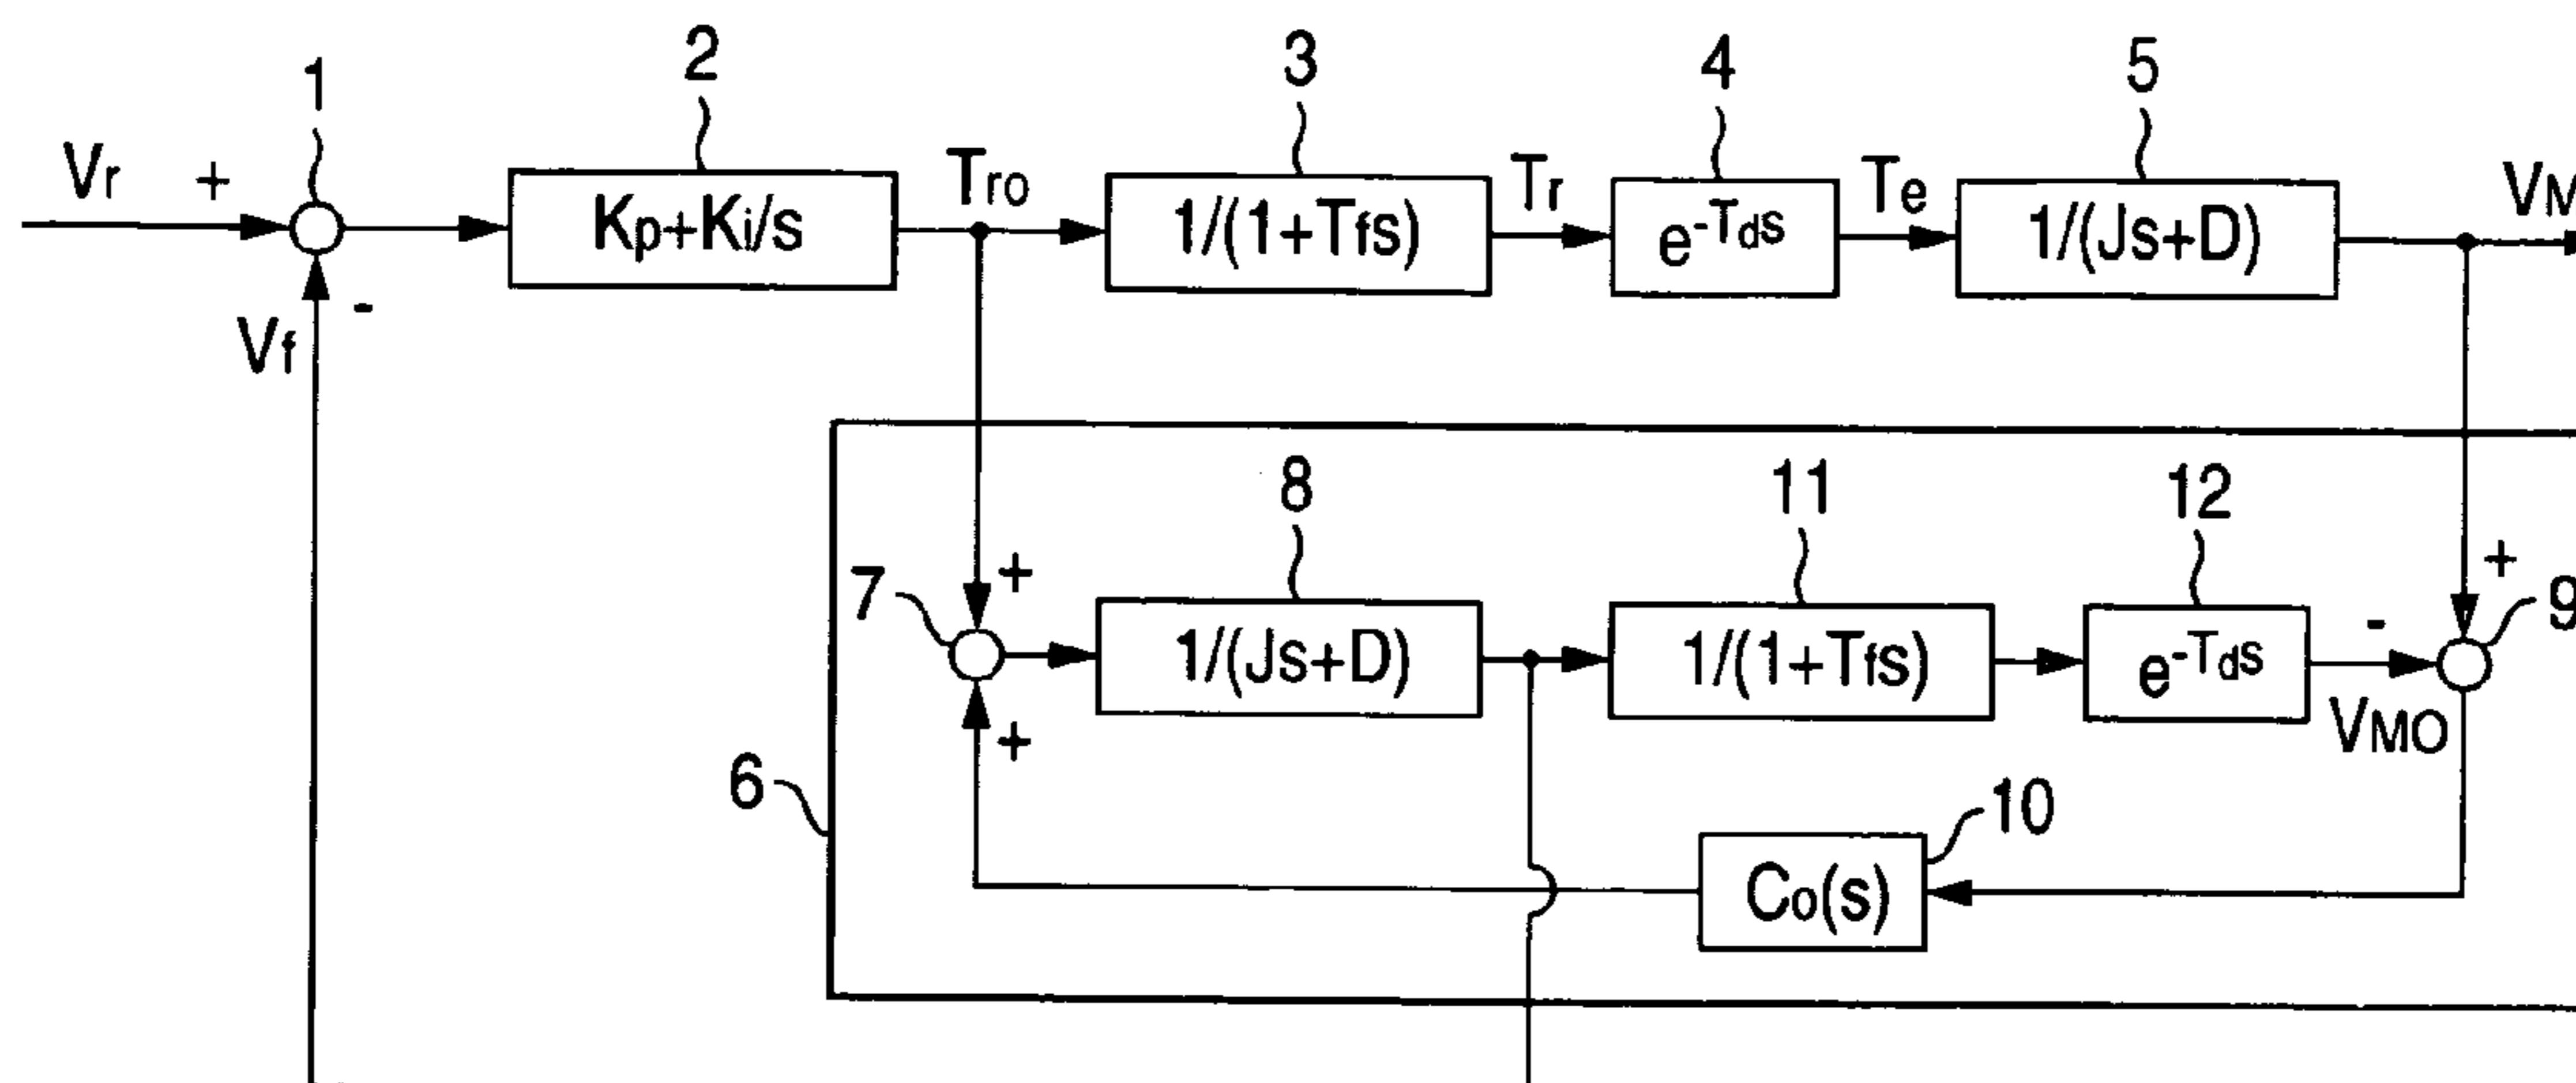 1
2
3
4
5
Vr
+
Kp+Ki/s
Tro
1/(1+Tfs)
Tr
e-Tds
Te
1/(Js+D)
VM
Vf
-
6
7
+
+
8
1/(Js+D)
11
1/(1+Tfs)
12
e-Tds
-
+
9
VMO
10
Co(s)